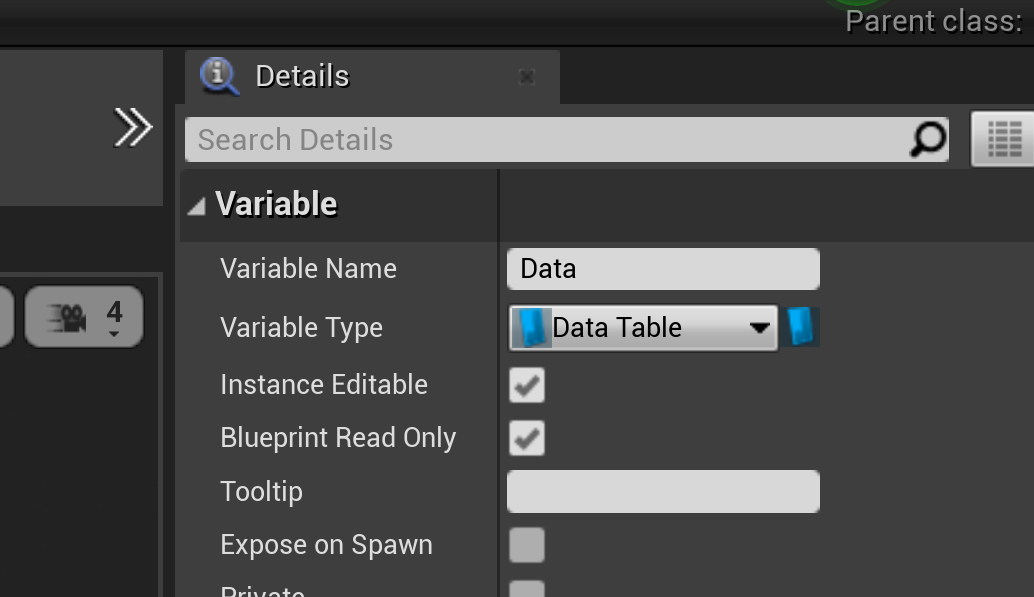 Parent class:
Details
Search Details
Variable
Variable Name Data
Variable Type Data Table
4
Instance Editable
Blueprint Read Only
Tooltip
Expose on Spawn
Private